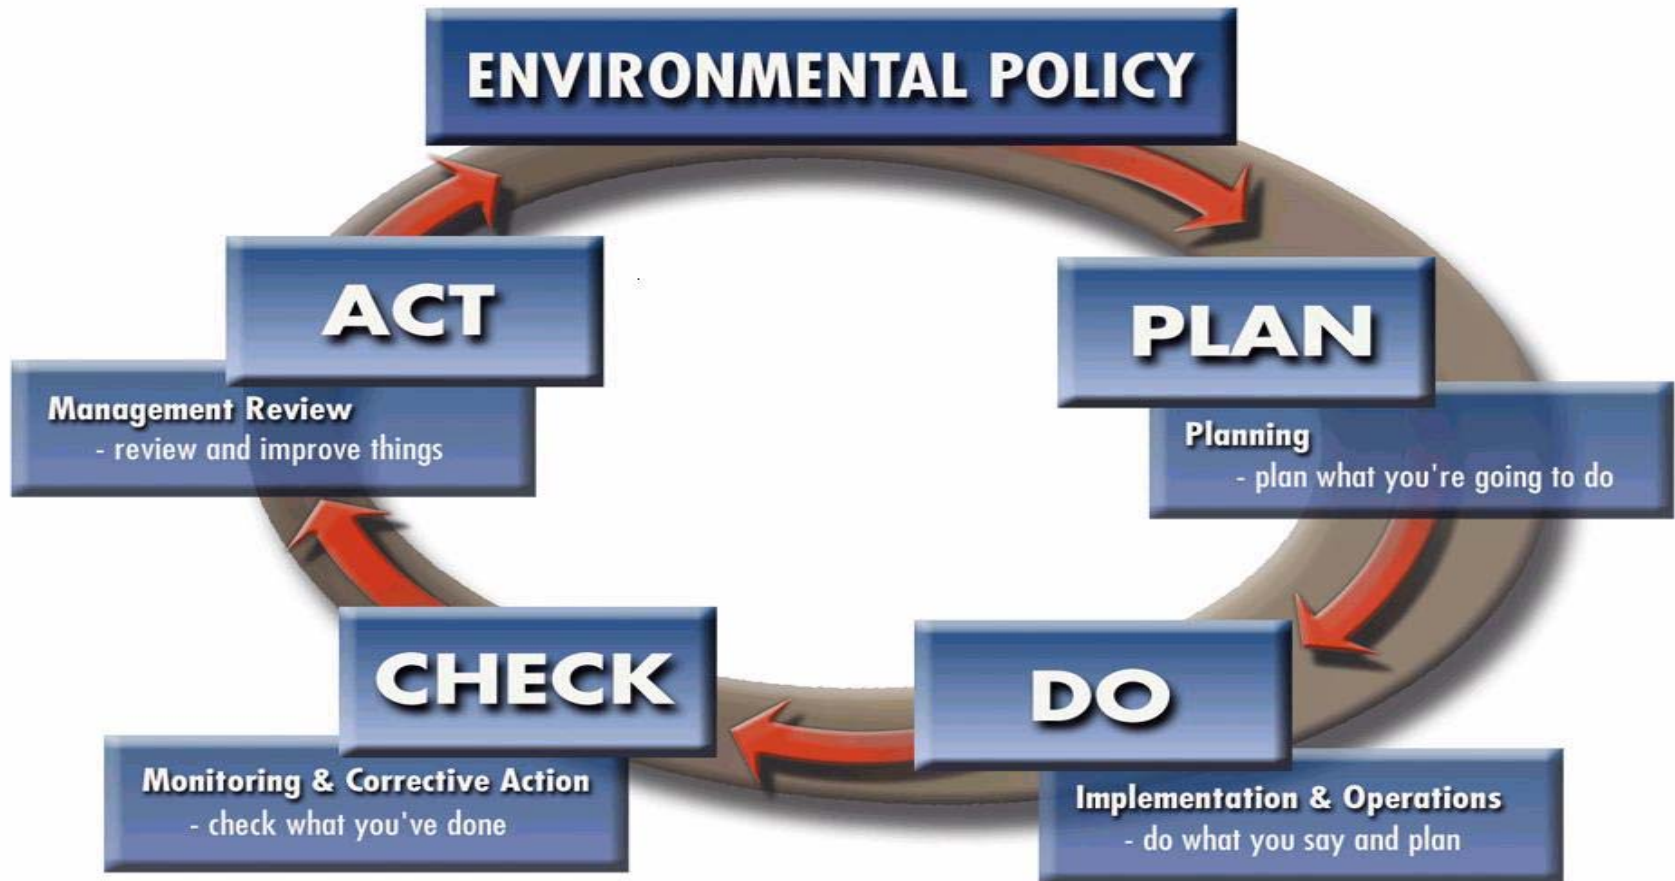 ENVIRONMENTAL POLICY
PLAN
Planning
- plan what you're going to do
DO
Implementation & Operations
- do what you say and plan
CHECK
Monitoring & Corrective Action
- check what you've done
ACT
Management Review
- review and improve things